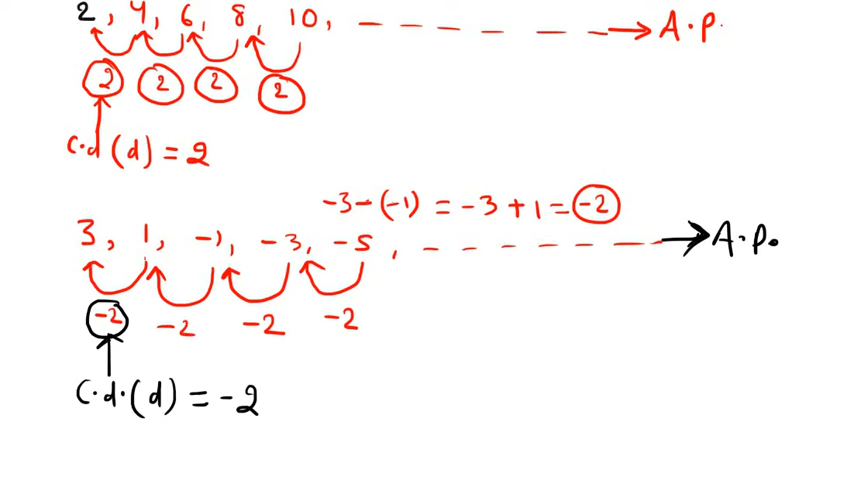 2, 4, 6, 8, 10, — — — — — → A.P.
2 2 2 2
C.d (d) = 2
-3-(-1) = -3+1 = -2
3, 1, -1, -3, -5, - - - - - - - → A.P.
-2 -2 -2 -2
C.d.(d) = -2